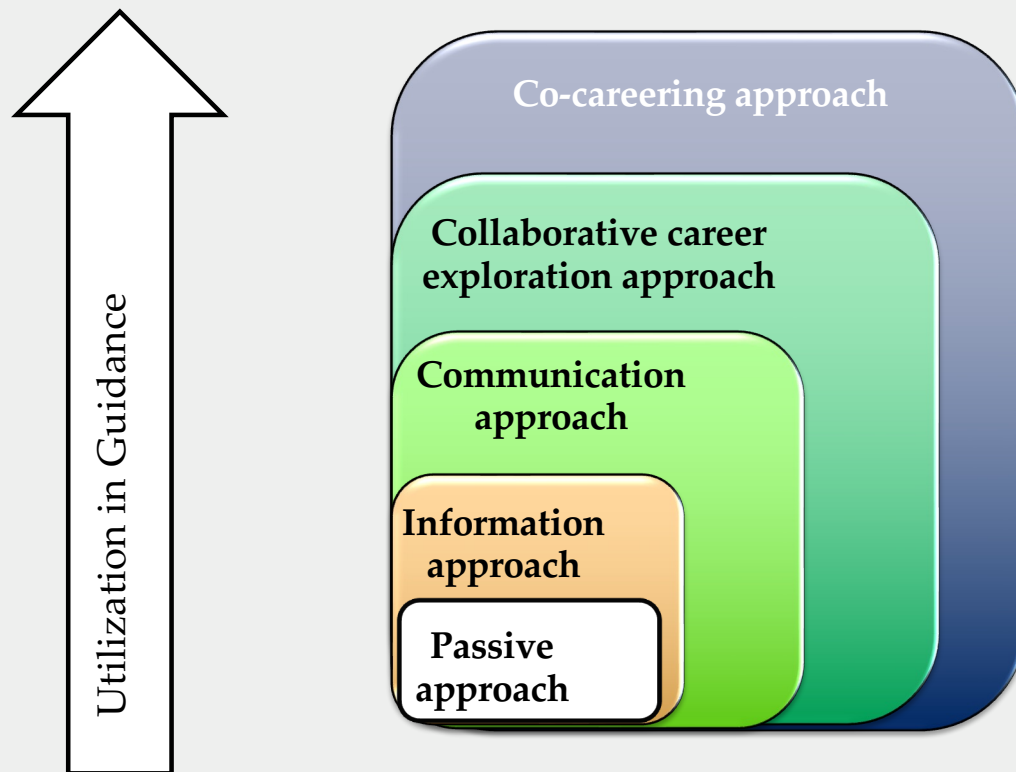 Co-careering approach
Collaborative career
exploration approach
Communication
approach
Information
approach
Passive
approach
Utilization in Guidance